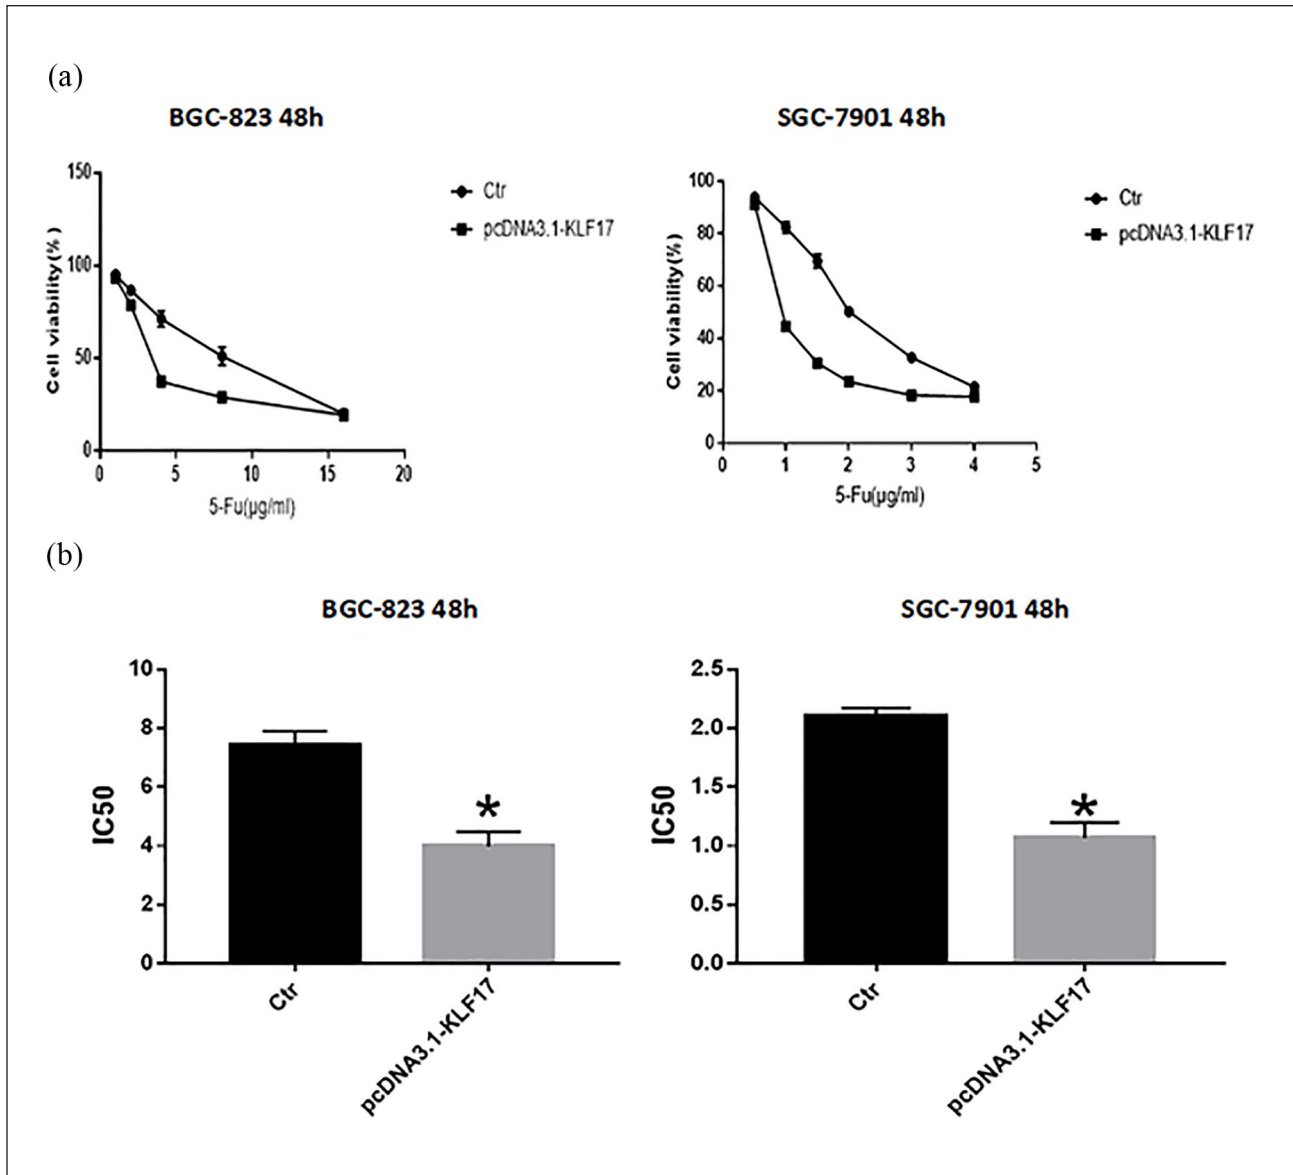 (a)
BGC-823 48h
150
100
50
0
0 5 10 15 20
Cell viability(%)
5-Fu(µg/ml)
Ctr
pcDNA3.1-KLF17
SGC-7901 48h
100
80
60
40
20
0
0 1 2 3 4 5
Cell viability(%)
5-Fu(µg/ml)
Ctr
pcDNA3.1-KLF17
(b)
BGC-823 48h
10
8
6
4
2
0
IC50
*
Ctr
pcDNA3.1-KLF17
SGC-7901 48h
2.5
2.0
1.5
1.0
0.5
0.0
IC50
*
Ctr
pcDNA3.1-KLF17